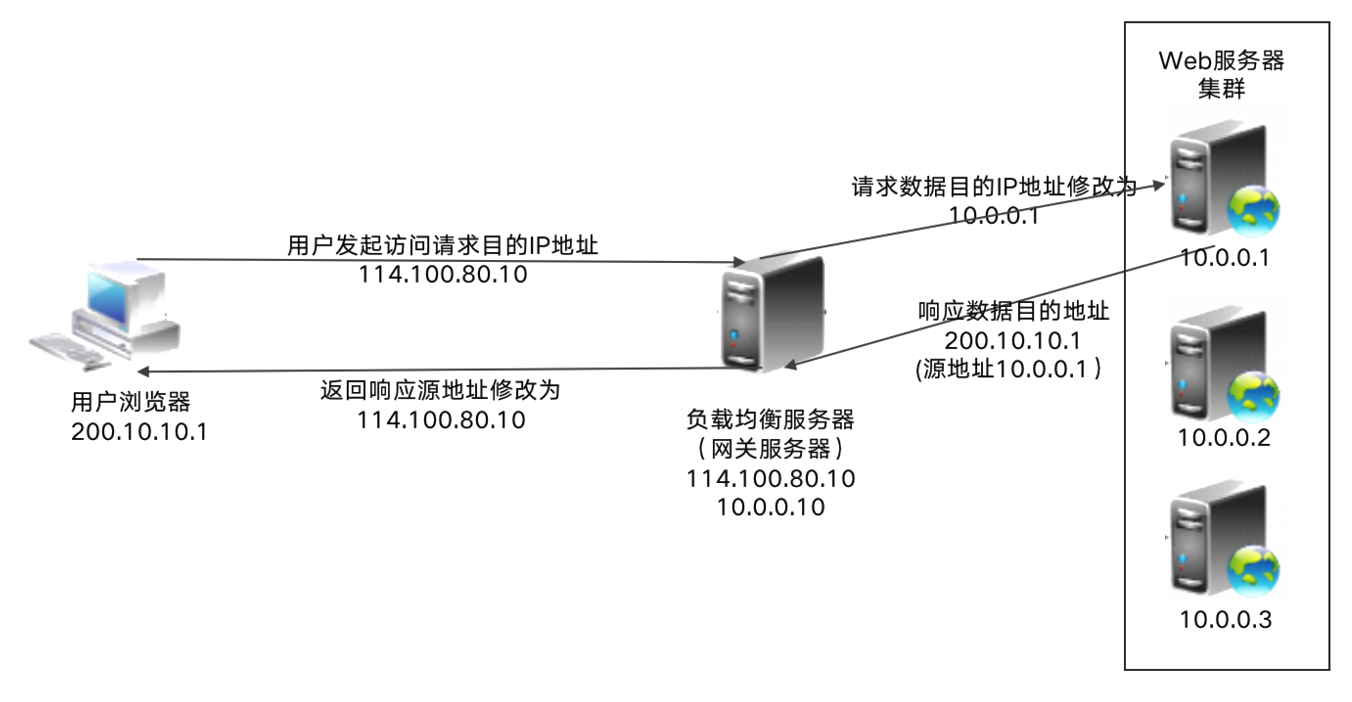 Web服务器
集群
请求数据目的IP地址修改为
10.0.0.1
用户发起访问请求目的IP地址
114.100.80.10
10.0.0.1
响应数据目的地址
200.10.10.1
(源地址10.0.0.1）
返回响应源地址修改为
114.100.80.10
用户浏览器
200.10.10.1
负载均衡服务器
（网关服务器）
114.100.80.10
10.0.0.10
10.0.0.2
10.0.0.3